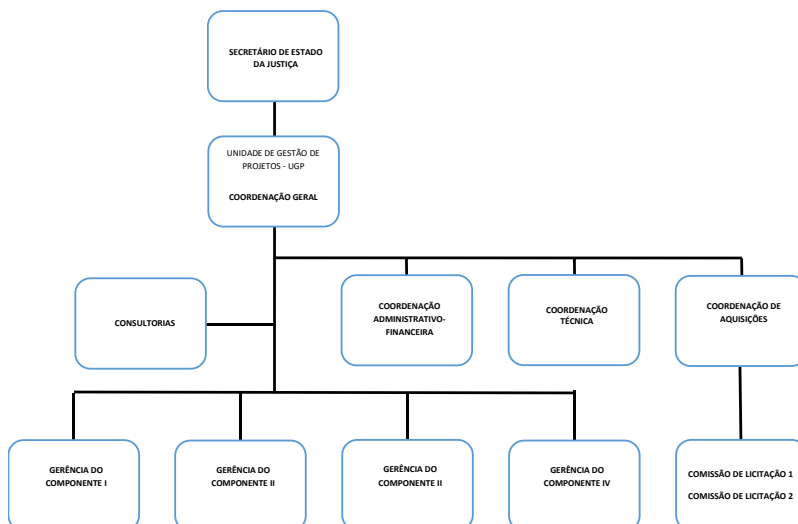 SECRETÁRIO DE ESTADO
DA JUSTIÇA
UNIDADE DE GESTÃO DE
PROJETOS - UGP
COORDENAÇÃO GERAL
CONSULTORIAS
COORDENAÇÃO
ADMINISTRATIVO-
FINANCEIRA
COORDENAÇÃO
TÉCNICA
COORDENAÇÃO DE
AQUISIÇÕES
GERÊNCIA DO
COMPONENTE I
GERÊNCIA DO
COMPONENTE II
GERÊNCIA DO
COMPONENTE II
GERÊNCIA DO
COMPONENTE IV
COMISSÃO DE LICITAÇÃO 1
COMISSÃO DE LICITAÇÃO 2